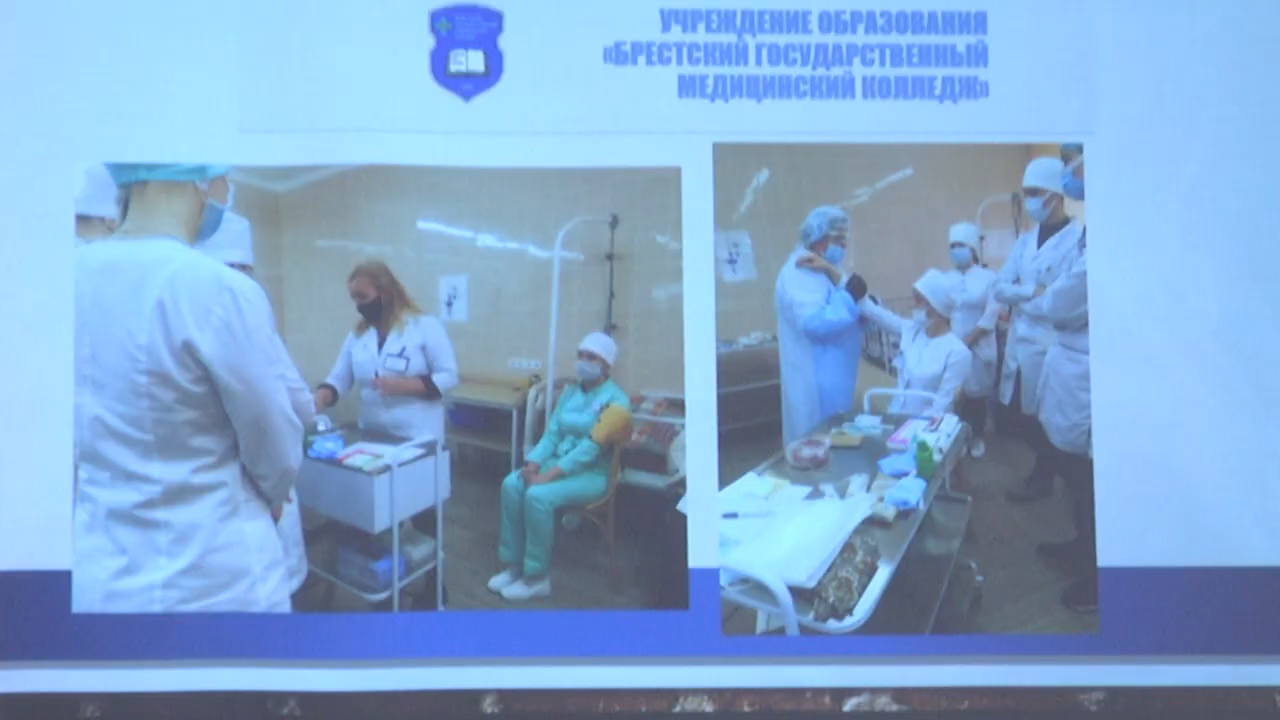 УЧРЕЖДЕНИЕ ОБРАЗОВАНИЯ
«БРЕСТСКИЙ ГОСУДАРСТВЕННЫЙ
МЕДИЦИНСКИЙ КОЛЛЕДЖ»